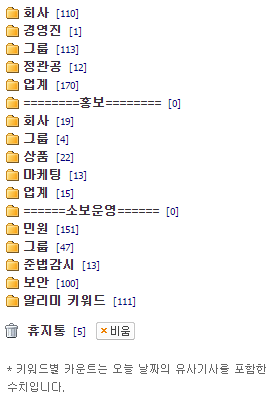 회사 [110]
경영진 [1]
그룹 [113]
정관공 [12]
업계 [170]
========홍보======== [0]
회사 [19]
그룹 [4]
상품 [22]
마케팅 [13]
업계 [15]
======소보운영====== [0]
민원 [151]
그룹 [47]
준법감시 [13]
보안 [100]
알리미 키워드 [111]
휴지통 [5] × 비움
* 키워드별 카운트는 오늘 날짜의 유사기사를 포함한
수치입니다.